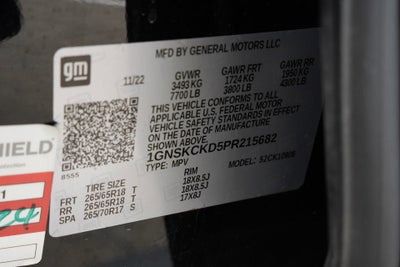 MFD BY GENERAL MOTORS LLC
gm
11/22
GVWR GAWR FRT GAWR RR
3493 KG 1724 KG 1950 KG
7700 LB 3800 LB 4300 LB
THIS VEHICLE CONFORMS TO ALL
APPLICABLE U.S. FEDERAL MOTOR
VEHICLE SAFETY STANDARDS IN EFFECT
ON THE DATE OF MANUFACTURE SHOWN ABOVE.
1GNSKCKD5PR215682
TYPE: MPV MODEL: 52CK10906
8555
TIRE SIZE RIM
FRT 265/65R18 T 18X8.5J
RR 265/65R18 T 18X8.5J
SPA 265/70R17 S 17X8J
SHIELD